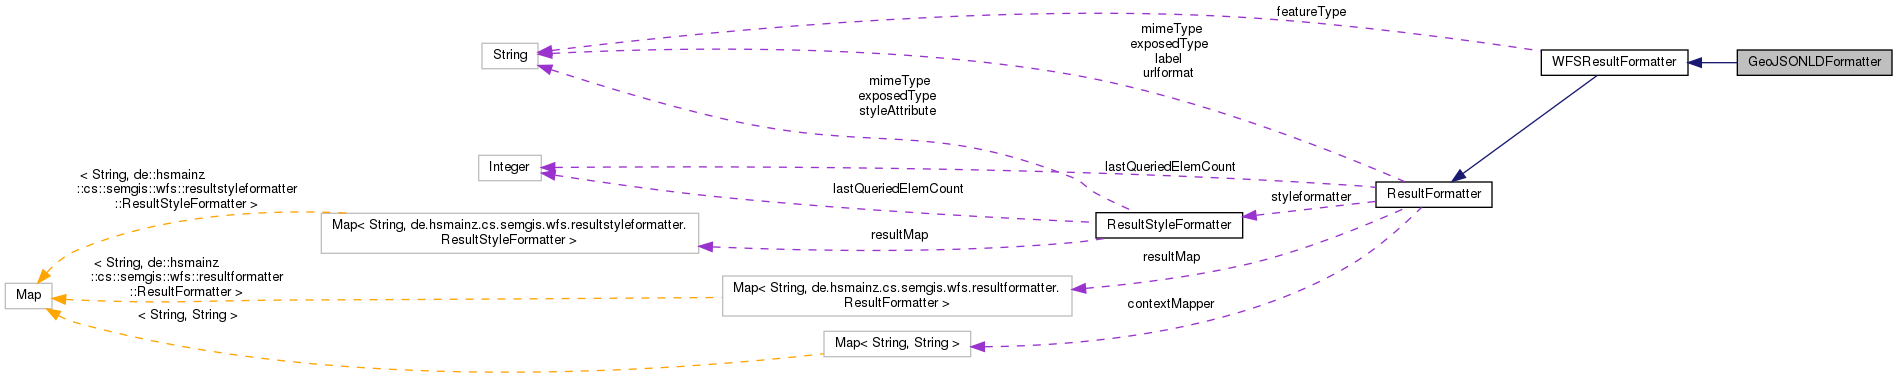 featureType
mimeType
exposedType
label
urlformat
String
WFSResultFormatter
GeoJSONLDFormatter
mimeType
exposedType
styleAttribute
Integer
lastQueriedElemCount
< String, de::hsmainz
::cs::semgis::wfs::resultstyleformatter
::ResultStyleFormatter >
lastQueriedElemCount
styleformatter
ResultFormatter
Map< String, de.hsmainz.cs.semgis.wfs.resultstyleformatter.
ResultStyleFormatter >
resultMap
ResultStyleFormatter
< String, de::hsmainz
::cs::semgis::wfs::resultformatter
::ResultFormatter >
resultMap
Map
Map< String, de.hsmainz.cs.semgis.wfs.resultformatter.
ResultFormatter >
contextMapper
< String, String >
Map< String, String >